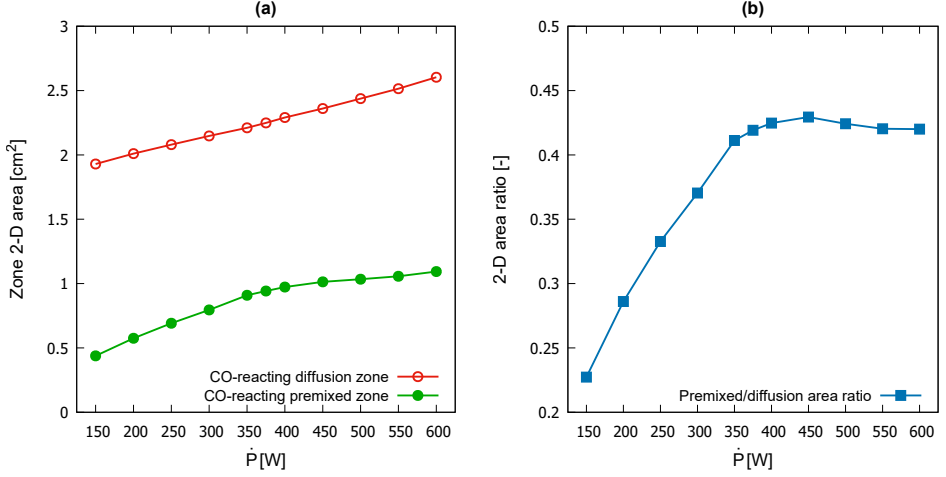 (a)
Zone 2-D area [cm²]
3
2.5
2
1.5
1
0.5
0
CO-reacting diffusion zone
CO-reacting premixed zone
150 200 250 300 350 400 450 500 550 600
Ṗ [W]
(b)
2-D area ratio [-]
0.5
0.45
0.4
0.35
0.3
0.25
0.2
Premixed/diffusion area ratio
150 200 250 300 350 400 450 500 550 600
Ṗ [W]